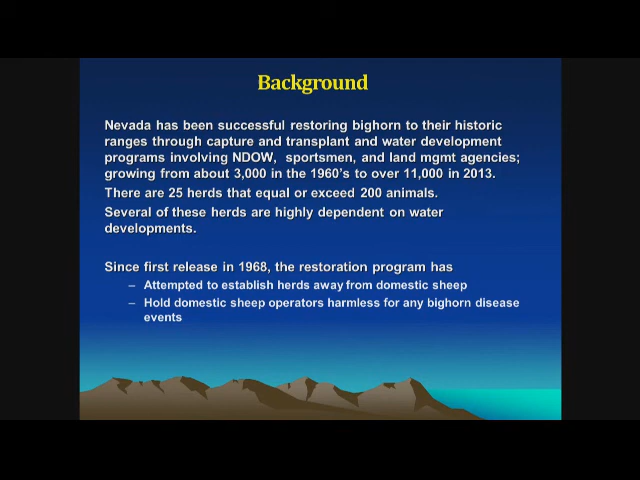 Background
Nevada has been successful restoring bighorn to their historic
ranges through capture and transplant and water development
programs involving NDOW, sportsmen, and land mgmt agencies;
growing from about 3,000 in the 1960's to over 11,000 in 2013.
There are 25 herds that equal or exceed 200 animals.
Several of these herds are highly dependent on water
developments.
Since first release in 1968, the restoration program has
– Attempted to establish herds away from domestic sheep
– Hold domestic sheep operators harmless for any bighorn disease
events